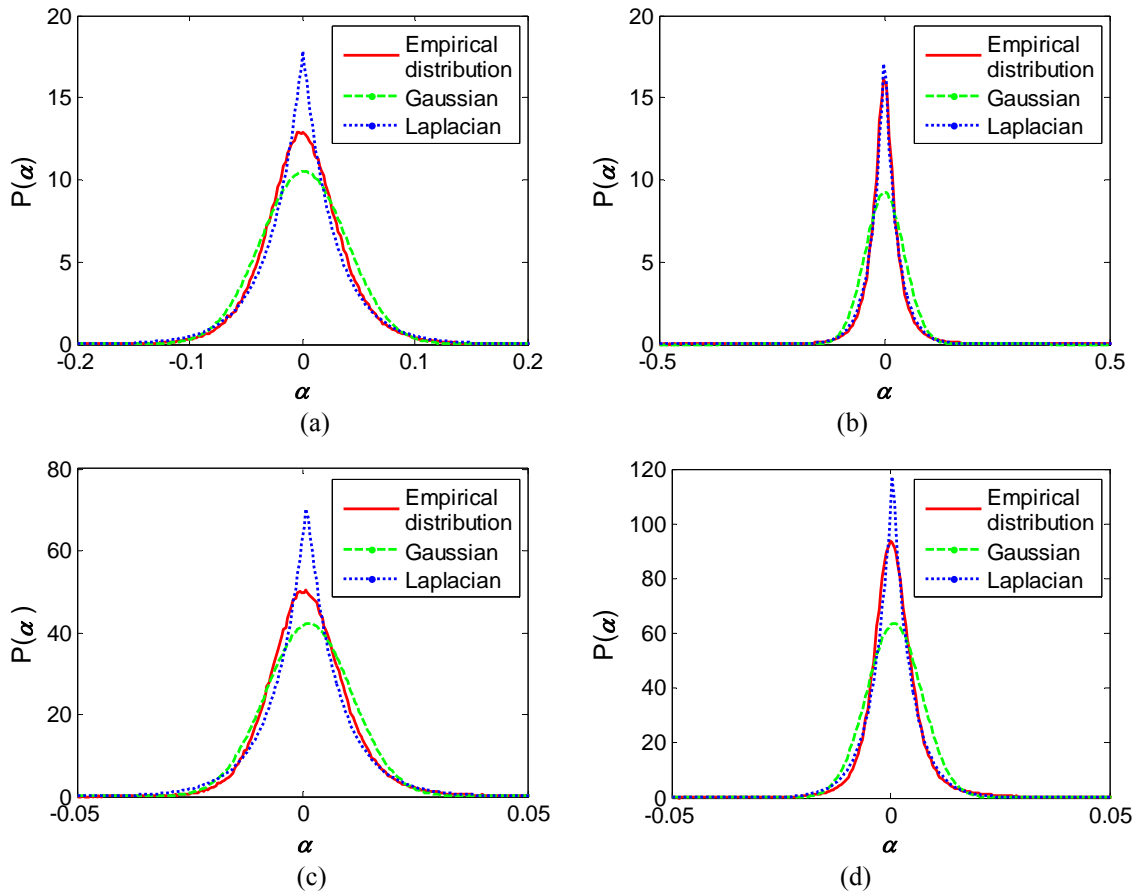 20
15
10
5
0
P(α)
-0.2
-0.1
0
0.1
0.2
α
Empirical
distribution
Gaussian
Laplacian
(a)
20
15
10
5
0
P(α)
-0.5
0
0.5
α
Empirical
distribution
Gaussian
Laplacian
(b)
80
60
40
20
0
P(α)
-0.05
0
0.05
α
Empirical
distribution
Gaussian
Laplacian
(c)
120
100
80
60
40
20
0
P(α)
-0.05
0
0.05
α
Empirical
distribution
Gaussian
Laplacian
(d)